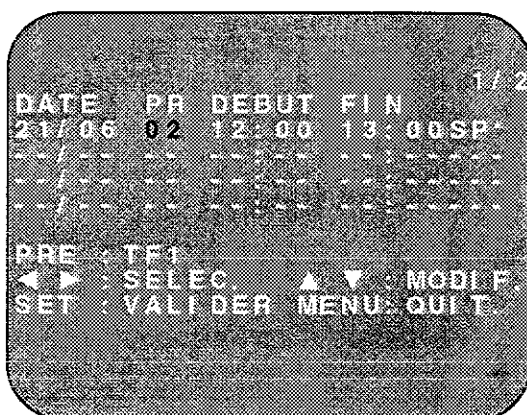 1/2
DATE PR DEBUT FIN
21/06 02 12:00 13:00SP*
--/-- -- --:-- --:-- ---
--/-- -- --:-- --:-- ---
--/-- -- --:-- --:-- ---
PRE : TF1
◄ ► : SELEC. ▲ ▼ : MODIF.
SET : VALIDER MENU: QUIT.